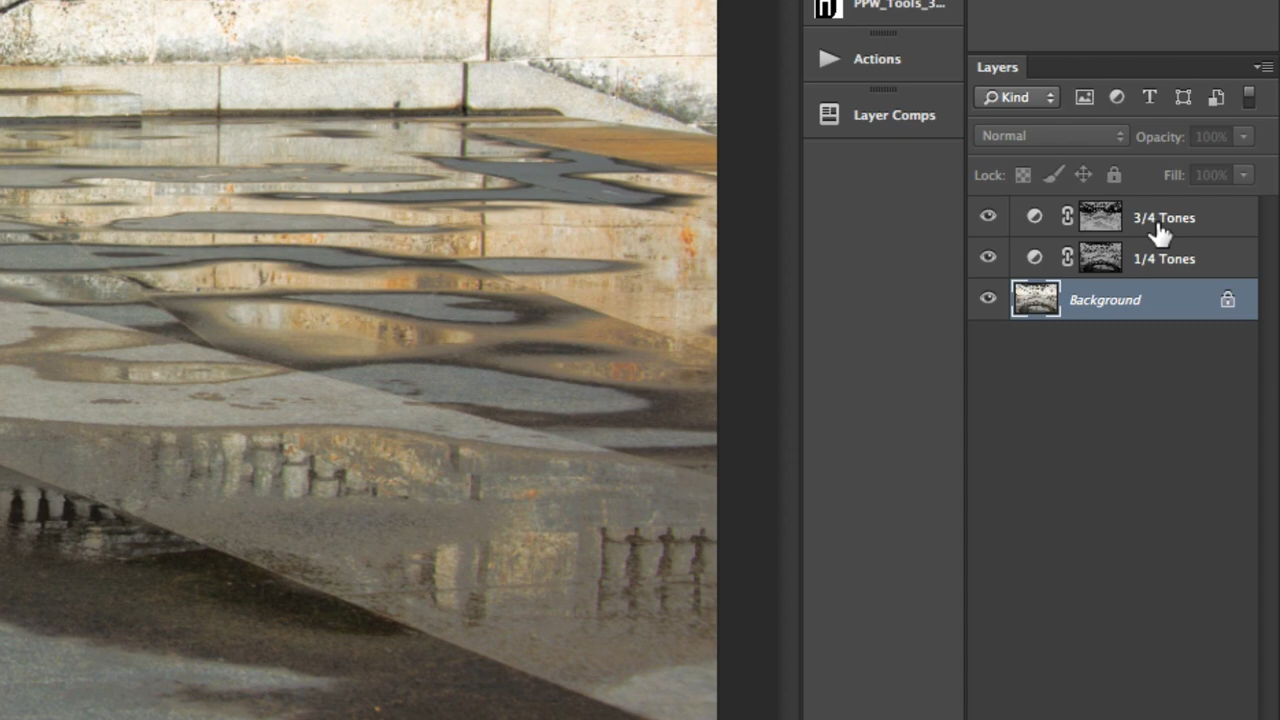 PPW_Tools_3...
Actions
Layer Comps
Layers
Kind
T
Normal
Opacity: 100%
Lock:
Fill: 100%
3/4 Tones
1/4 Tones
Background